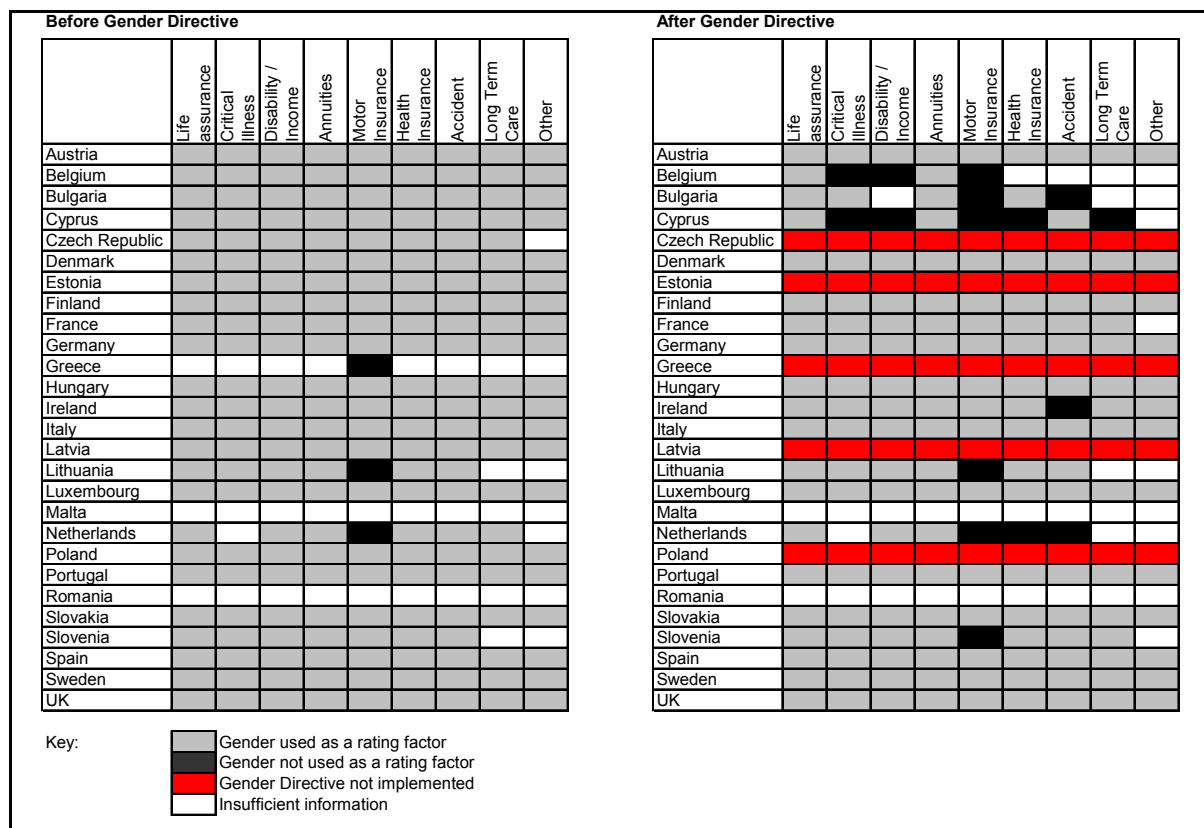 Before Gender Directive
Life assurance
Critical Illness
Disability / Income
Annuities
Motor Insurance
Health Insurance
Accident
Long Term Care
Other
Austria
Belgium
Bulgaria
Cyprus
Czech Republic
Denmark
Estonia
Finland
France
Germany
Greece
Hungary
Ireland
Italy
Latvia
Lithuania
Luxembourg
Malta
Netherlands
Poland
Portugal
Romania
Slovakia
Slovenia
Spain
Sweden
UK
After Gender Directive
Life assurance
Critical Illness
Disability / Income
Annuities
Motor Insurance
Health Insurance
Accident
Long Term Care
Other
Austria
Belgium
Bulgaria
Cyprus
Czech Republic
Denmark
Estonia
Finland
France
Germany
Greece
Hungary
Ireland
Italy
Latvia
Lithuania
Luxembourg
Malta
Netherlands
Poland
Portugal
Romania
Slovakia
Slovenia
Spain
Sweden
UK
Key:
Gender used as a rating factor
Gender not used as a rating factor
Gender Directive not implemented
Insufficient information